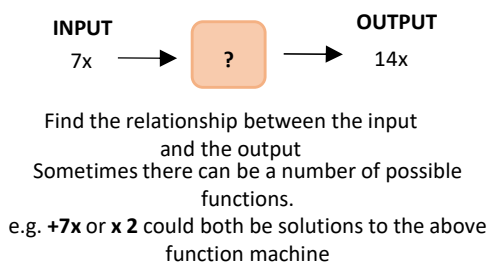 INPUT
OUTPUT
7x
?
14x
Find the relationship between the input
and the output
Sometimes there can be a number of possible
functions.
e.g. +7x or x 2 could both be solutions to the above
function machine